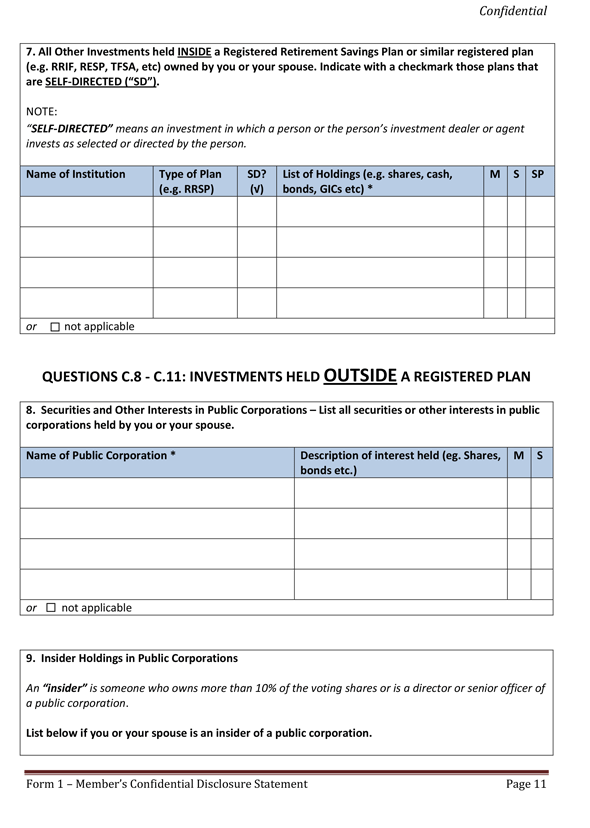 Confidential
7. All Other Investments held INSIDE a Registered Retirement Savings Plan or similar registered plan
(e.g. RRIF, RESP, TFSA, etc) owned by you or your spouse. Indicate with a checkmark those plans that
are SELF-DIRECTED (“SD”).
NOTE:
“SELF-DIRECTED” means an investment in which a person or the person’s investment dealer or agent
invests as selected or directed by the person.
Name of Institution Type of Plan SD? List of Holdings (e.g. shares, cash, M S SP
(e.g. RRSP) (√) bonds, GICs etc) *
or ☐ not applicable
QUESTIONS C.8 - C.11: INVESTMENTS HELD OUTSIDE A REGISTERED PLAN
8. Securities and Other Interests in Public Corporations – List all securities or other interests in public
corporations held by you or your spouse.
Name of Public Corporation * Description of interest held (eg. Shares, M S
bonds etc.)
or ☐ not applicable
9. Insider Holdings in Public Corporations
An “insider” is someone who owns more than 10% of the voting shares or is a director or senior officer of
a public corporation.
List below if you or your spouse is an insider of a public corporation.
Form 1 – Member’s Confidential Disclosure Statement Page 11